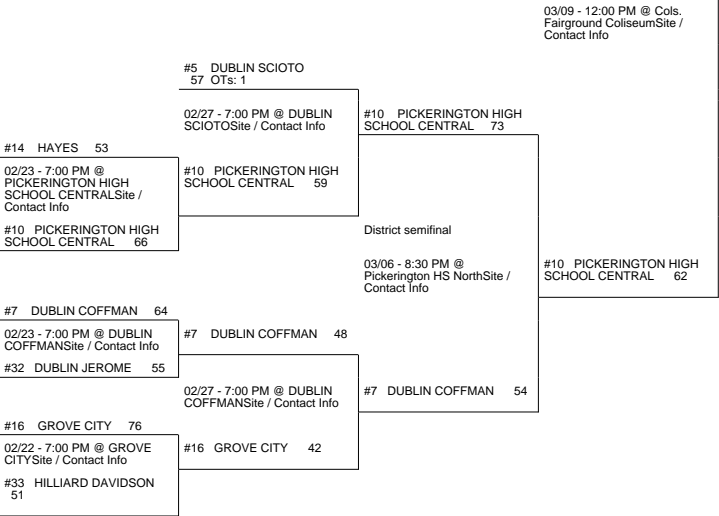 03/09 - 12:00 PM @ Cols.
Fairground ColiseumSite /
Contact Info
#5 DUBLIN SCIOTO
57 OTs: 1
02/27 - 7:00 PM @ DUBLIN
SCIOTOSite / Contact Info
#10 PICKERINGTON HIGH
SCHOOL CENTRAL 73
#14 HAYES 53
02/23 - 7:00 PM @
PICKERINGTON HIGH
SCHOOL CENTRALSite /
Contact Info
#10 PICKERINGTON HIGH
SCHOOL CENTRAL 59
#10 PICKERINGTON HIGH
SCHOOL CENTRAL 66
District semifinal
03/06 - 8:30 PM @
Pickerington HS NorthSite /
Contact Info
#10 PICKERINGTON HIGH
SCHOOL CENTRAL 62
#7 DUBLIN COFFMAN 64
02/23 - 7:00 PM @ DUBLIN
COFFMANSite / Contact Info
#7 DUBLIN COFFMAN 48
#32 DUBLIN JEROME 55
02/27 - 7:00 PM @ DUBLIN
COFFMANSite / Contact Info
#7 DUBLIN COFFMAN 54
#16 GROVE CITY 76
02/22 - 7:00 PM @ GROVE
CITYSite / Contact Info
#16 GROVE CITY 42
#33 HILLIARD DAVIDSON
51